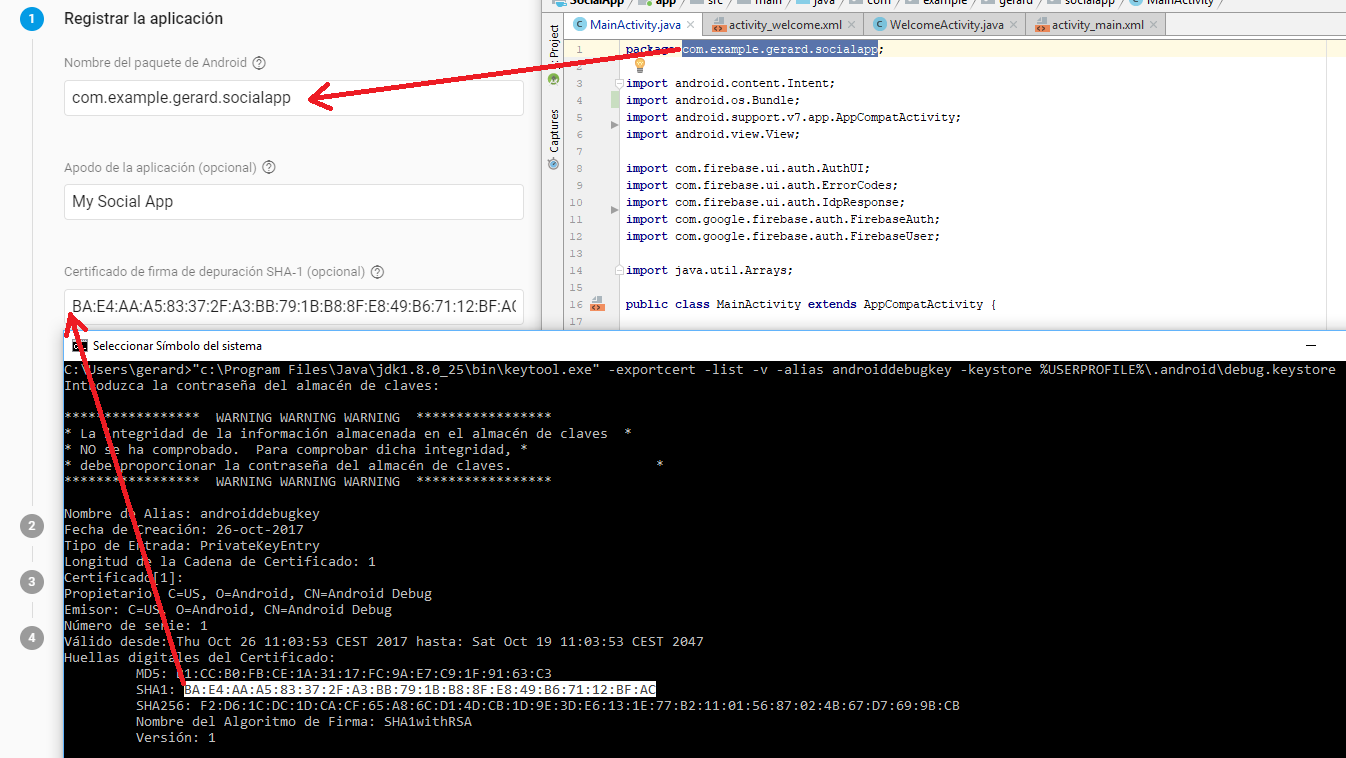 1 Registrar la aplicación
Nombre del paquete de Android ?
com.example.gerard.socialapp
Apodo de la aplicación (opcional) ?
My Social App
Certificado de firma de depuración SHA-1 (opcional) ?
BA:E4:AA:A5:83:37:2F:A3:BB:79:1B:B8:8F:E8:49:B6:71:12:BF:AC
2
3
4
SocialApp app src main java com example gerard socialapp MainActivity
MainActivity.java activity_welcome.xml WelcomeActivity.java activity_main.xml
Project
Captures
1 package com.example.gerard.socialapp;
2
3 import android.content.Intent;
4 import android.os.Bundle;
5 import android.support.v7.app.AppCompatActivity;
6 import android.view.View;
7
8 import com.firebase.ui.auth.AuthUI;
9 import com.firebase.ui.auth.ErrorCodes;
10 import com.firebase.ui.auth.IdpResponse;
11 import com.google.firebase.auth.FirebaseAuth;
12 import com.google.firebase.auth.FirebaseUser;
13
14 import java.util.Arrays;
15
16 public class MainActivity extends AppCompatActivity {
17
Seleccionar Símbolo del sistema
C:\Users\gerard>"c:\Program Files\Java\jdk1.8.0_25\bin\keytool.exe" -exportcert -list -v -alias androiddebugkey -keystore %USERPROFILE%\.android\debug.keystore
Introduzca la contraseña del almacén de claves:
***************** WARNING WARNING WARNING *****************
* La integridad de la información almacenada en el almacén de claves *
* NO se ha comprobado. Para comprobar dicha integridad, *
* debe proporcionar la contraseña del almacén de claves. *
***************** WARNING WARNING WARNING *****************
Nombre de Alias: androiddebugkey
Fecha de Creación: 26-oct-2017
Tipo de Entrada: PrivateKeyEntry
Longitud de la Cadena de Certificado: 1
Certificado[1]:
Propietario: C=US, O=Android, CN=Android Debug
Emisor: C=US, O=Android, CN=Android Debug
Número de serie: 1
Válido desde: Thu Oct 26 11:03:53 CEST 2017 hasta: Sat Oct 19 11:03:53 CEST 2047
Huellas digitales del Certificado:
MD5: D1:CC:B0:FB:CE:1A:31:17:FC:9A:E7:C9:1F:91:63:C3
SHA1: BA:E4:AA:A5:83:37:2F:A3:BB:79:1B:B8:8F:E8:49:B6:71:12:BF:AC
SHA256: F2:D6:1C:DC:1D:CA:CF:65:A8:6C:D1:4D:CB:1D:9E:3D:E6:13:1E:77:B2:11:01:56:87:02:4B:67:D7:69:9B:CB
Nombre del Algoritmo de Firma: SHA1withRSA
Versión: 1